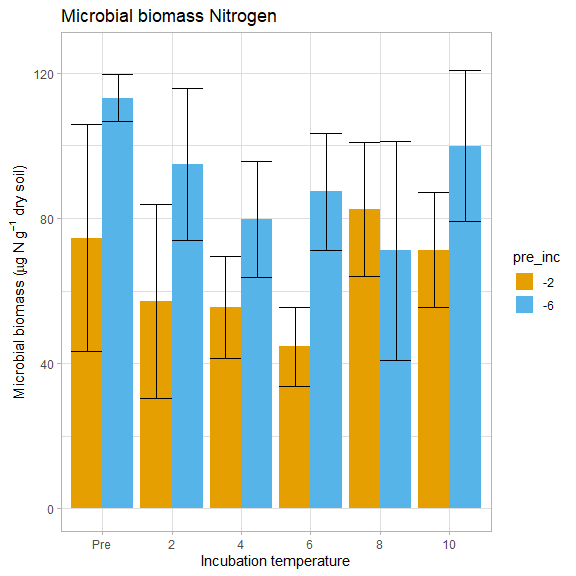 Microbial biomass Nitrogen
Microbial biomass (µg N g⁻¹ dry soil)
120
80
40
0
Pre 2 4 6 8 10
Incubation temperature
pre_inc
-2
-6